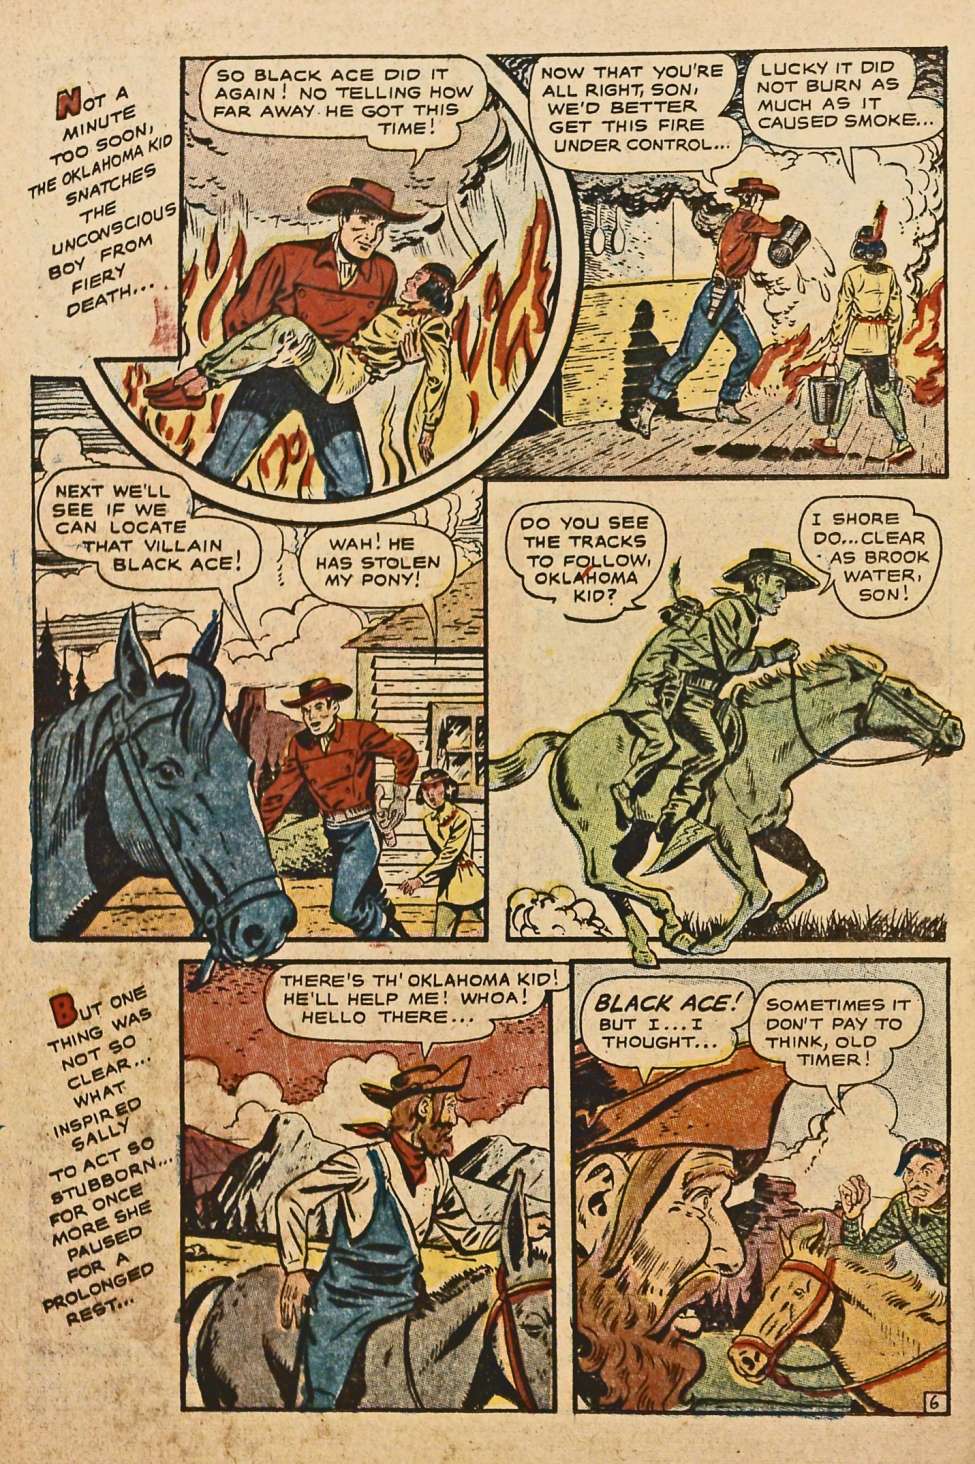 NOT A
MINUTE
TOO SOON,
THE OKLAHOMA KID
SNATCHES
THE
UNCONSCIOUS
BOY FROM
FIERY
DEATH...
SO BLACK ACE DID IT
AGAIN! NO TELLING HOW
FAR AWAY HE GOT THIS
TIME!
NOW THAT YOU'RE
ALL RIGHT, SON,
WE'D BETTER
GET THIS FIRE
UNDER CONTROL...
LUCKY IT DID
NOT BURN AS
MUCH AS IT
CAUSED SMOKE...
NEXT WE'LL
SEE IF WE
CAN LOCATE
THAT VILLAIN
BLACK ACE!
WAH! HE
HAS STOLEN
MY PONY!
DO YOU SEE
THE TRACKS
TO FOLLOW,
OKLAHOMA
KID?
I SHORE
DO...CLEAR
AS BROOK
WATER,
SON!
BUT ONE
THING WAS
NOT SO
CLEAR...
WHAT
INSPIRED
SALLY
TO ACT SO
STUBBORN...
FOR ONCE
MORE SHE
PAUSED
FOR A
PROLONGED
REST...
THERE'S TH' OKLAHOMA KID!
HE'LL HELP ME! WHOA!
HELLO THERE...
BLACK ACE!
BUT I...I
THOUGHT...
SOMETIMES IT
DON'T PAY TO
THINK, OLD
TIMER!
6